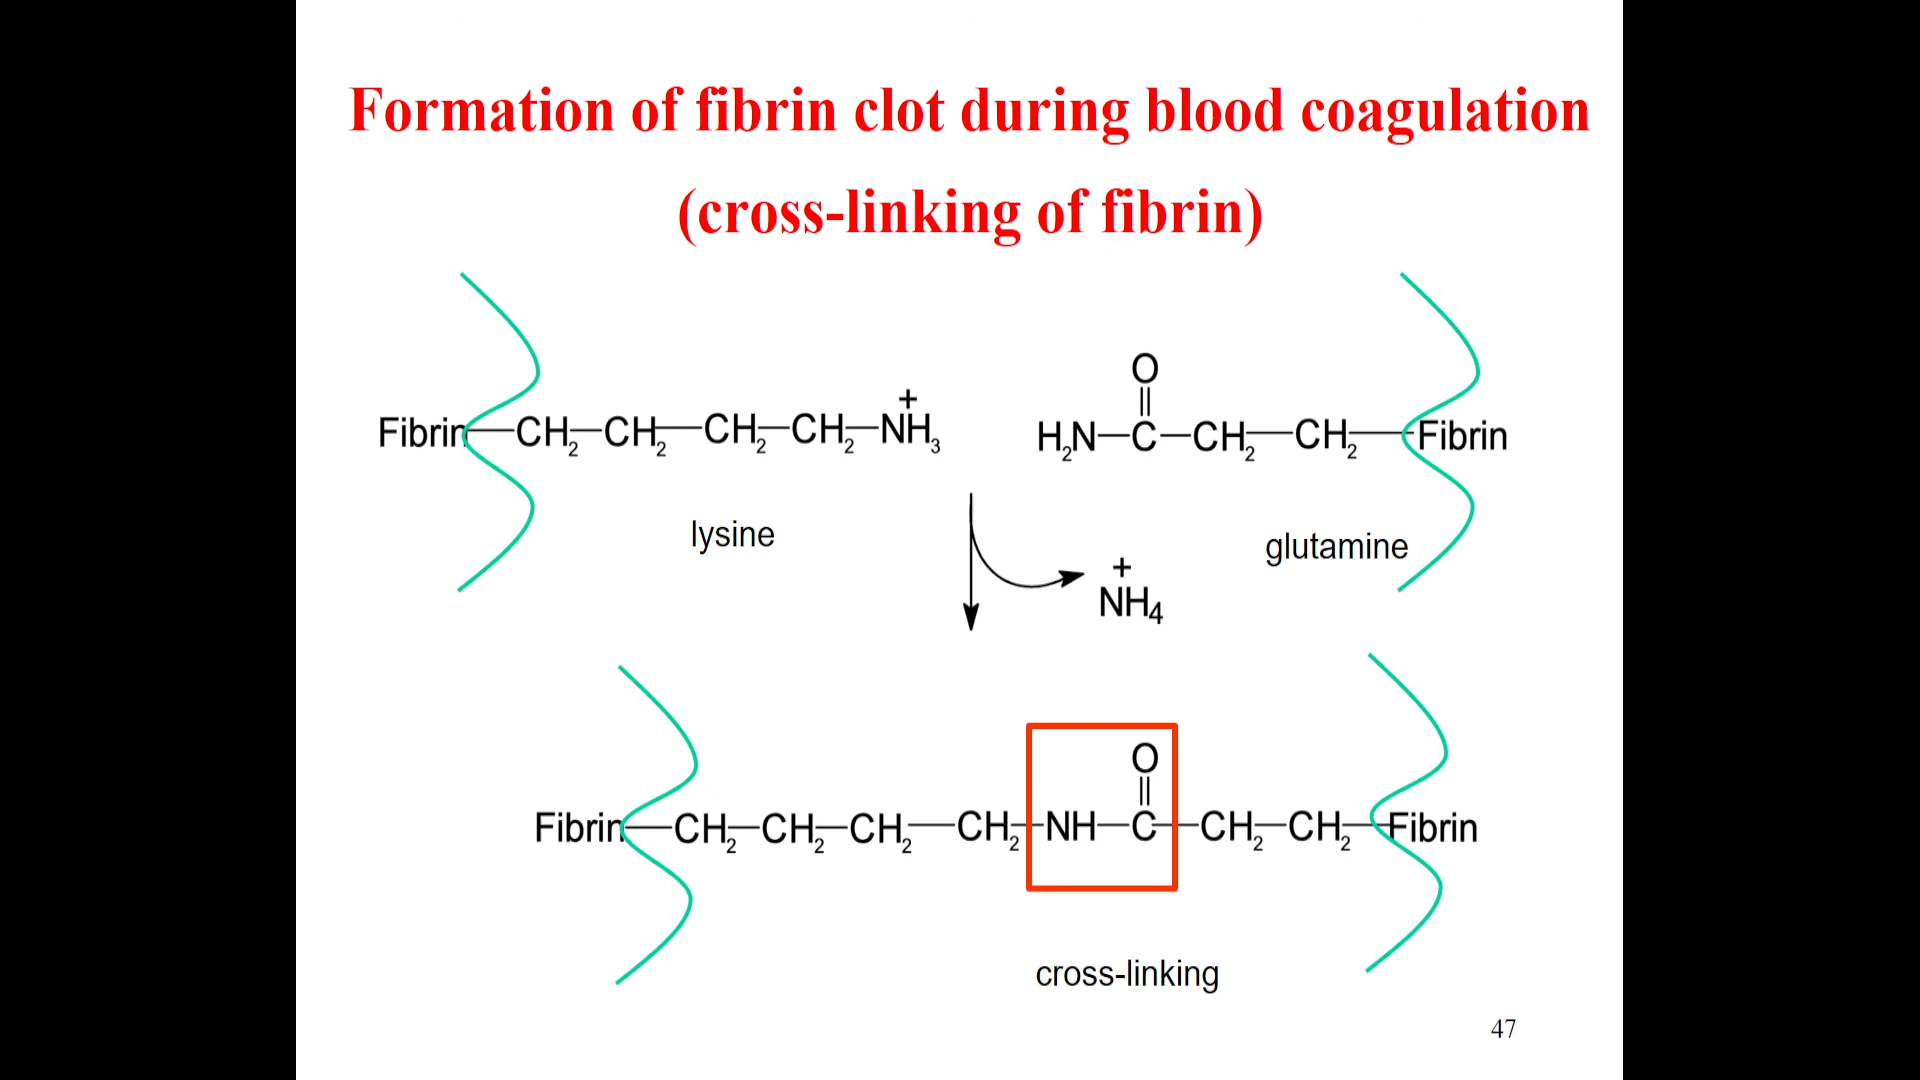 Formation of fibrin clot during blood coagulation
(cross-linking of fibrin)
O
+
Fibrin—CH2—CH2—CH2—CH2—NH3
H2N—C—CH2—CH2—Fibrin
lysine
glutamine
+
NH4
O
Fibrin—CH2—CH2—CH2—CH2—NH—C—CH2—CH2—Fibrin
cross-linking
47